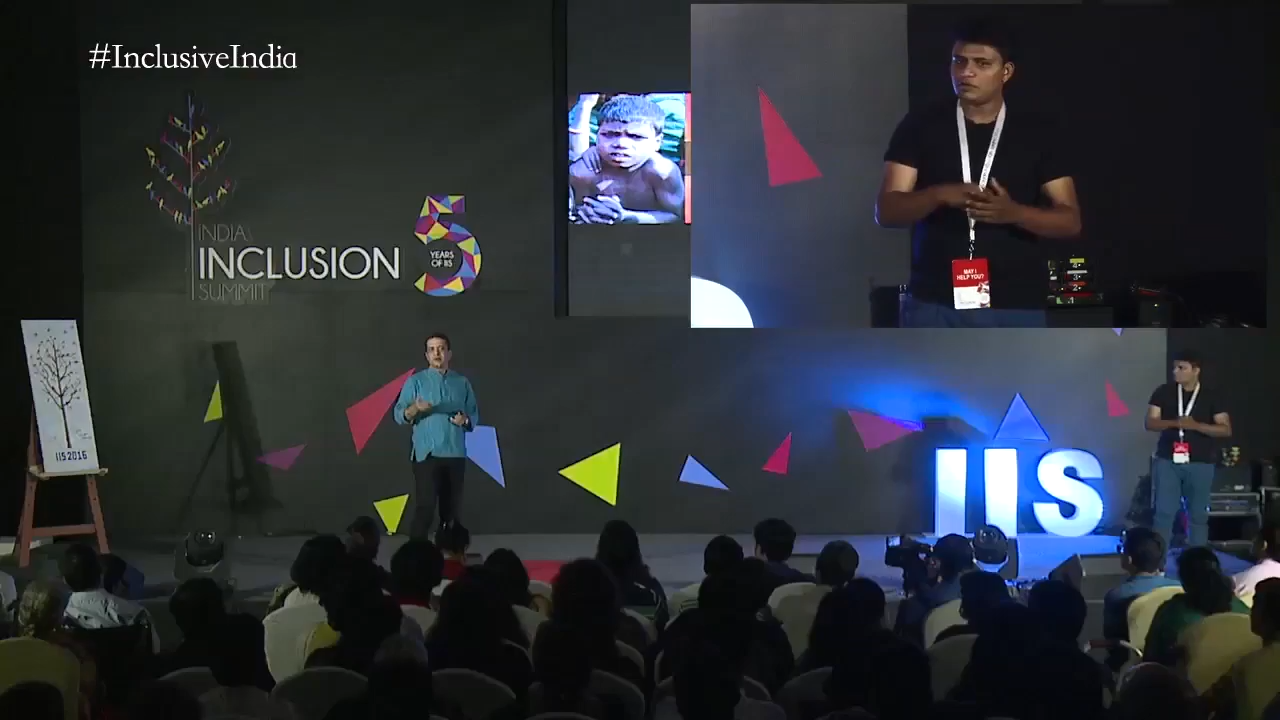 #InclusiveIndia
INDIA
INCLUSION
SUMMIT
5
YEARS
OF IIS
MAY I
HELP YOU?
IIS 2016
IIS